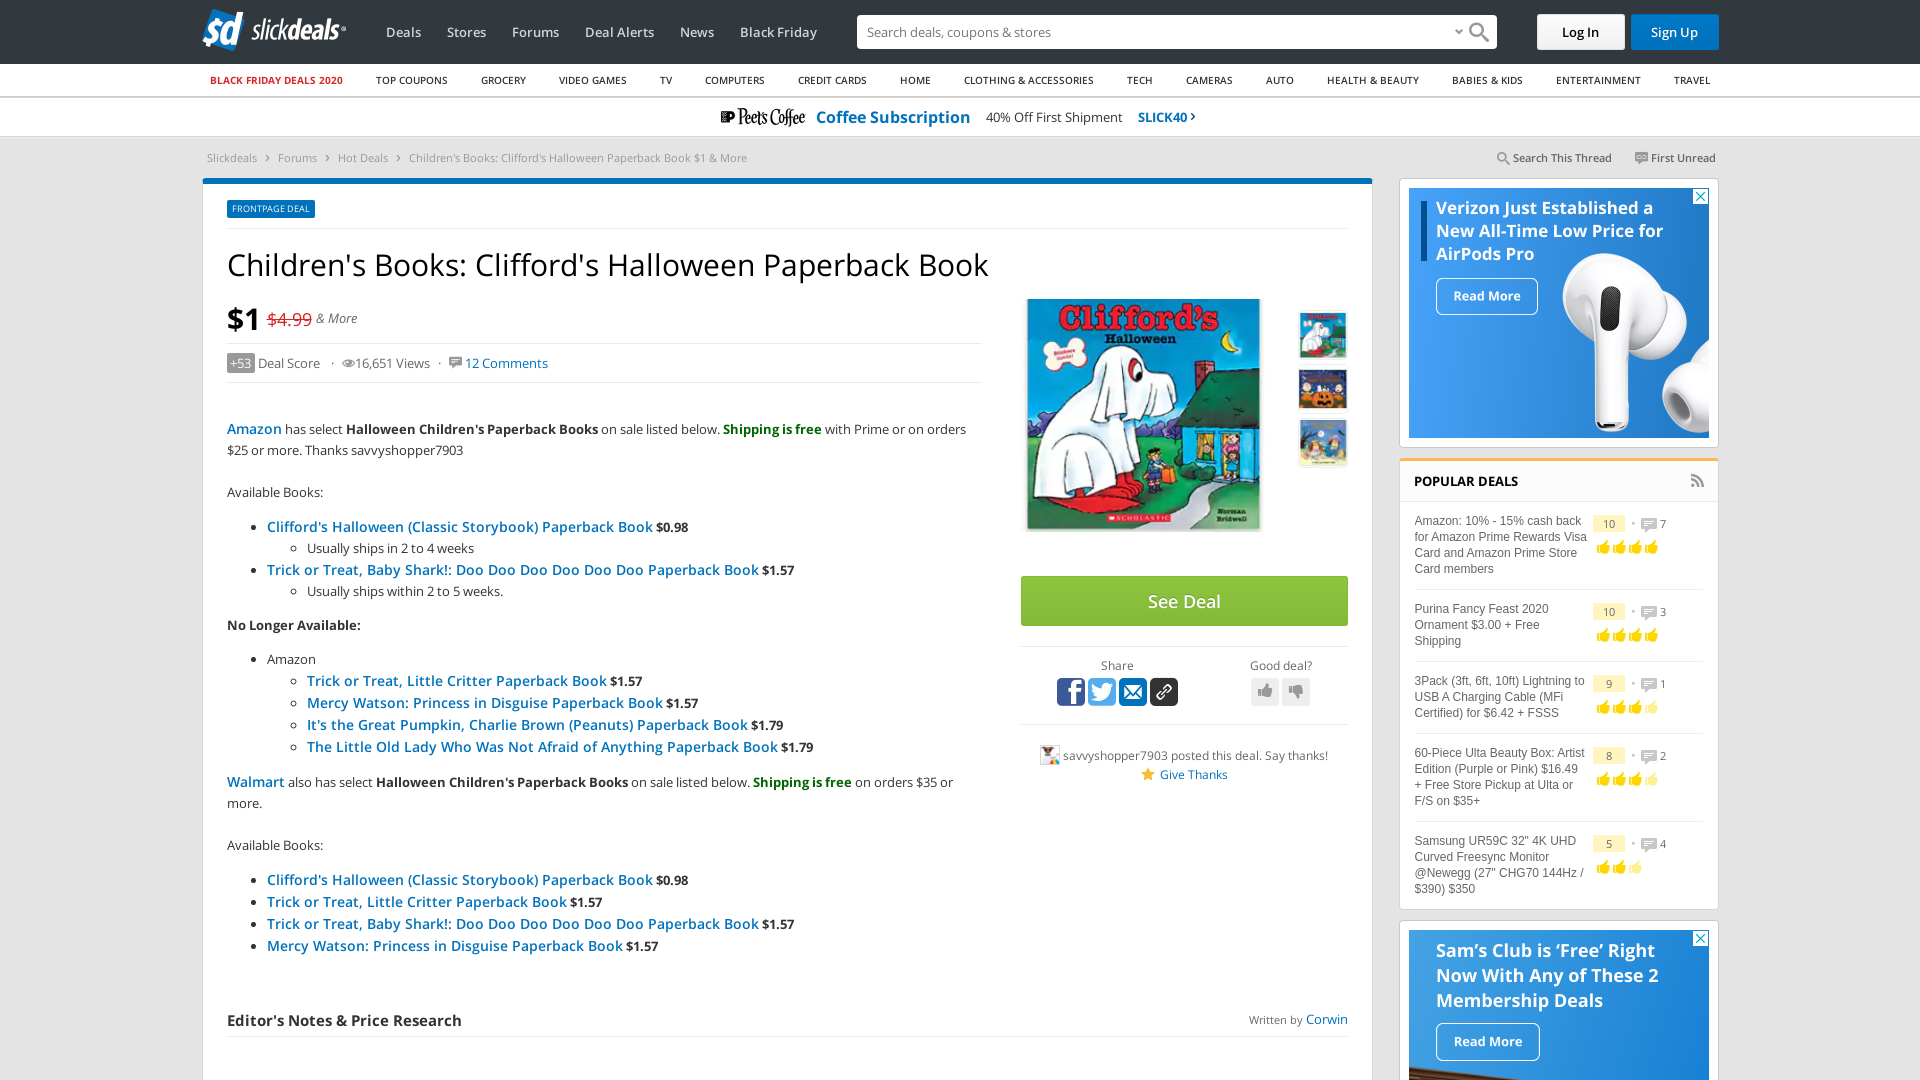 slickdeals
Deals
Stores
Forums
Deal Alerts
News
Black Friday
Search deals, coupons & stores
Log In
Sign Up
BLACK FRIDAY DEALS 2020
TOP COUPONS
GROCERY
VIDEO GAMES
TV
COMPUTERS
CREDIT CARDS
HOME
CLOTHING & ACCESSORIES
TECH
CAMERAS
AUTO
HEALTH & BEAUTY
BABIES & KIDS
ENTERTAINMENT
TRAVEL
Peet's Coffee Coffee Subscription 40% Off First Shipment SLICK40
Slickdeals > Forums > Hot Deals > Children's Books: Clifford's Halloween Paperback Book $1 & More
Search This Thread
First Unread
FRONTPAGE DEAL
Children's Books: Clifford's Halloween Paperback Book
$1 $4.99 & More
+53 Deal Score · 16,651 Views · 12 Comments
Amazon has select Halloween Children's Paperback Books on sale listed below. Shipping is free with Prime or on orders
$25 or more. Thanks savvyshopper7903
Available Books:
Clifford's Halloween (Classic Storybook) Paperback Book $0.98
Usually ships in 2 to 4 weeks
Trick or Treat, Baby Shark!: Doo Doo Doo Doo Doo Doo Paperback Book $1.57
Usually ships within 2 to 5 weeks.
No Longer Available:
Amazon
Trick or Treat, Little Critter Paperback Book $1.57
Mercy Watson: Princess in Disguise Paperback Book $1.57
It's the Great Pumpkin, Charlie Brown (Peanuts) Paperback Book $1.79
The Little Old Lady Who Was Not Afraid of Anything Paperback Book $1.79
Walmart also has select Halloween Children's Paperback Books on sale listed below. Shipping is free on orders $35 or
more.
Available Books:
Clifford's Halloween (Classic Storybook) Paperback Book $0.98
Trick or Treat, Little Critter Paperback Book $1.57
Trick or Treat, Baby Shark!: Doo Doo Doo Doo Doo Doo Paperback Book $1.57
Mercy Watson: Princess in Disguise Paperback Book $1.57
Editor's Notes & Price Research
Written by Corwin
Clifford's
Halloween
Stickers
Inside!
Norman
Bridwell
SCHOLASTIC
See Deal
Share
Good deal?
savvyshopper7903 posted this deal. Say thanks!
Give Thanks
Verizon Just Established a
New All-Time Low Price for
AirPods Pro
Read More
POPULAR DEALS
Amazon: 10% - 15% cash back
for Amazon Prime Rewards Visa
Card and Amazon Prime Store
Card members
10 • 7
Purina Fancy Feast 2020
Ornament $3.00 + Free
Shipping
10 • 3
3Pack (3ft, 6ft, 10ft) Lightning to
USB A Charging Cable (MFi
Certified) for $6.42 + FSSS
9 • 1
60-Piece Ulta Beauty Box: Artist
Edition (Purple or Pink) $16.49
+ Free Store Pickup at Ulta or
F/S on $35+
8 • 2
Samsung UR59C 32" 4K UHD
Curved Freesync Monitor
@Newegg (27" CHG70 144Hz /
$390) $350
5 • 4
Sam's Club is 'Free' Right
Now With Any of These 2
Membership Deals
Read More